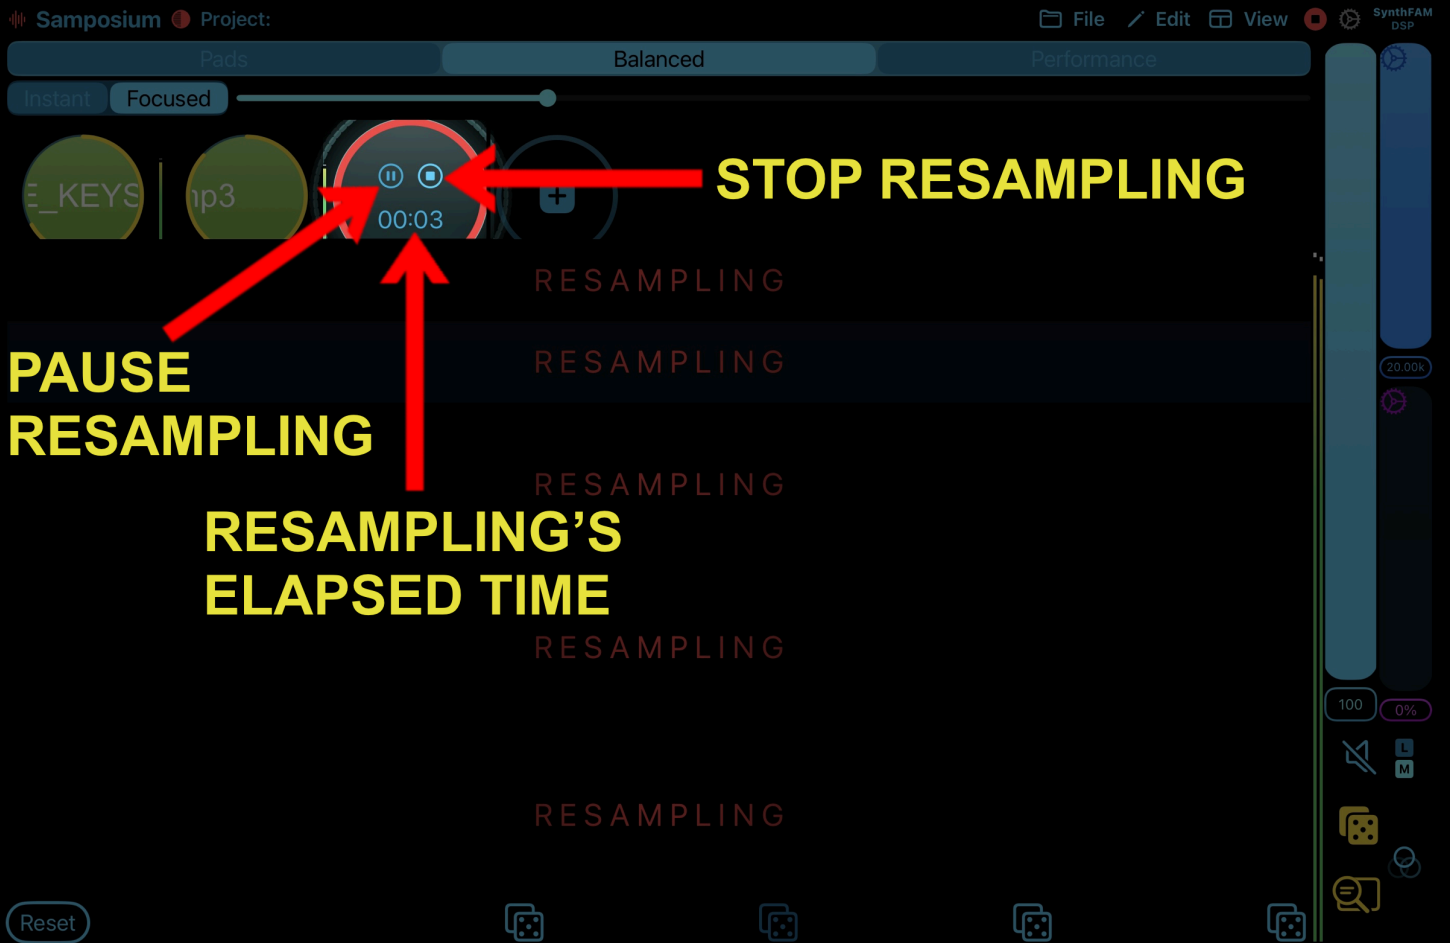 Samposium Project: File Edit View SynthFAM
DSP
Pads Balanced Performance
Instant Focused
E_KEYS np3 00:03
STOP RESAMPLING
RESAMPLING
20.00k
PAUSE
RESAMPLING
RESAMPLING
RESAMPLING
RESAMPLING'S
ELAPSED TIME
RESAMPLING
100 0%
L
M
RESAMPLING
Reset